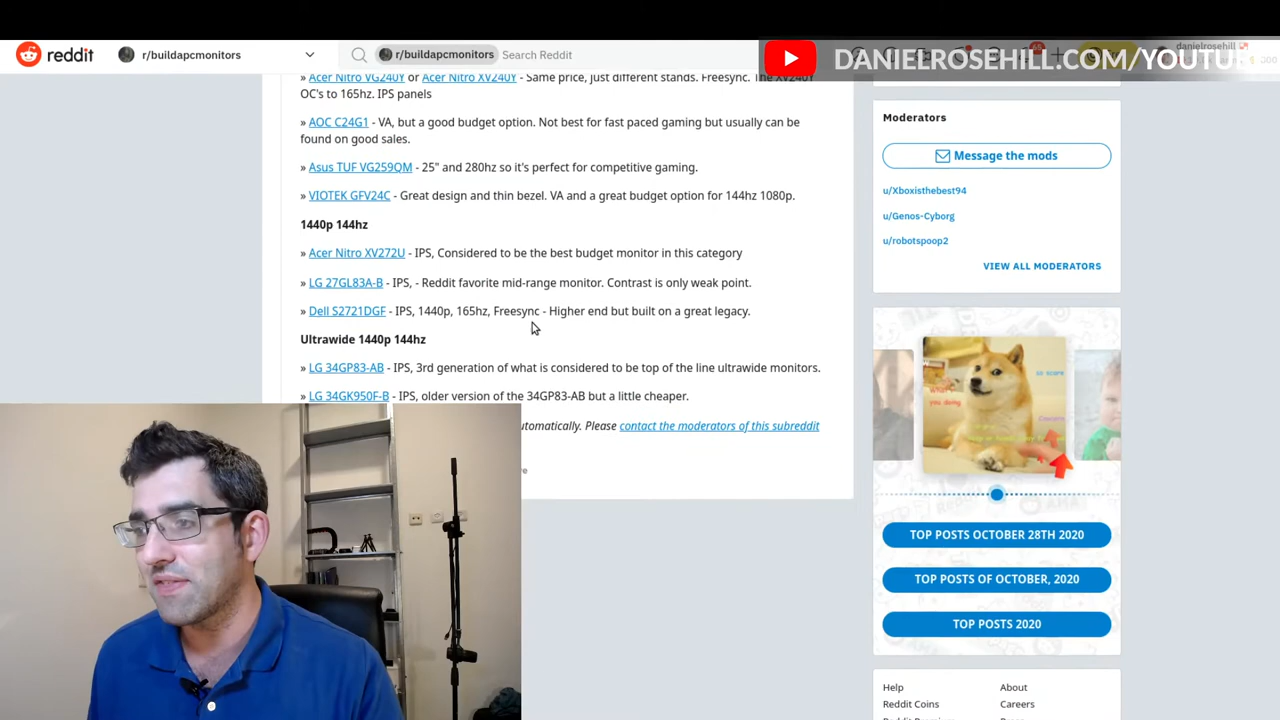 reddit
r/buildapcmonitors
r/buildapcmonitors Search Reddit
DANIELROSEHILL.COM/YOUTU
danielrosehill
Acer Nitro VG240Y or Acer Nitro XV240Y - Same price, just different stands. Freesync. The XV240Y
OC's to 165hz. IPS panels
» AOC C24G1 - VA, but a good budget option. Not best for fast paced gaming but usually can be
found on good sales.
» Asus TUF VG259QM - 25" and 280hz so it's perfect for competitive gaming.
» VIOTEK GFV24C - Great design and thin bezel. VA and a great budget option for 144hz 1080p.
1440p 144hz
» Acer Nitro XV272U - IPS, Considered to be the best budget monitor in this category
» LG 27GL83A-B - IPS, - Reddit favorite mid-range monitor. Contrast is only weak point.
» Dell S2721DGF - IPS, 1440p, 165hz, Freesync - Higher end but built on a great legacy.
Ultrawide 1440p 144hz
» LG 34GP83-AB - IPS, 3rd generation of what is considered to be top of the line ultrawide monitors.
» LG 34GK950F-B - IPS, older version of the 34GP83-AB but a little cheaper.
automatically. Please contact the moderators of this subreddit
Moderators
Message the mods
u/Xboxisthebest94
u/Genos-Cyborg
u/robotspoop2
VIEW ALL MODERATORS
so scare
TOP POSTS OCTOBER 28TH 2020
TOP POSTS OF OCTOBER, 2020
TOP POSTS 2020
Help About
Reddit Coins Careers